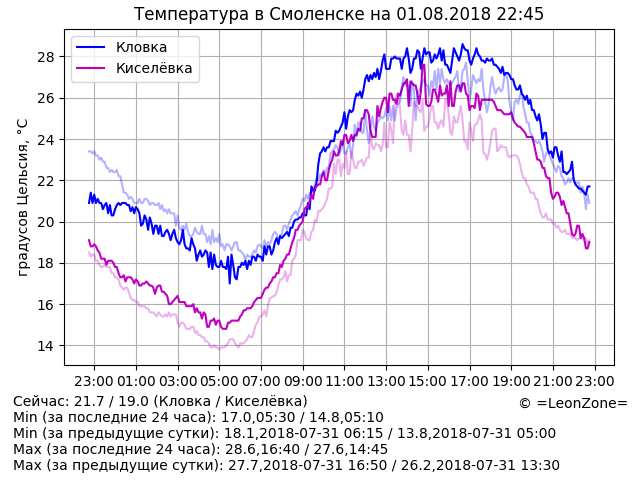 Температура в Смоленске на 01.08.2018 22:45
Кловка
Киселёвка
градусов Цельсия, °C
28
26
24
22
20
18
16
14
23:00 01:00 03:00 05:00 07:00 09:00 11:00 13:00 15:00 17:00 19:00 21:00 23:00
Сейчас: 21.7 / 19.0 (Кловка / Киселёвка)
© =LeonZone=
Min (за последние 24 часа): 17.0,05:30 / 14.8,05:10
Min (за предыдущие сутки): 18.1,2018-07-31 06:15 / 13.8,2018-07-31 05:00
Max (за последние 24 часа): 28.6,16:40 / 27.6,14:45
Max (за предыдущие сутки): 27.7,2018-07-31 16:50 / 26.2,2018-07-31 13:30